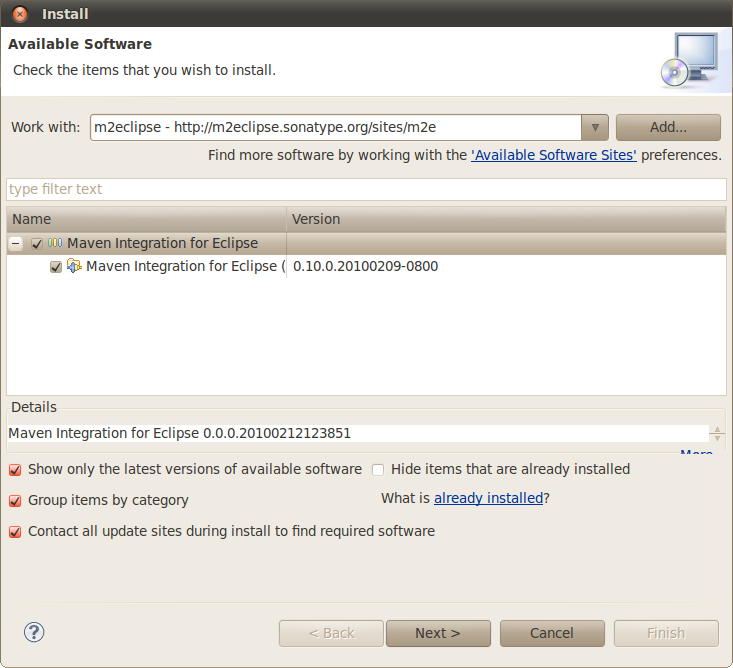 Install
Available Software
Check the items that you wish to install.
Work with: m2eclipse - http://m2eclipse.sonatype.org/sites/m2e Add...
Find more software by working with the 'Available Software Sites' preferences.
type filter text
Name Version
Maven Integration for Eclipse
Maven Integration for Eclipse ( 0.10.0.20100209-0800
Details
Maven Integration for Eclipse 0.0.0.20100212123851
More
Show only the latest versions of available software Hide items that are already installed
Group items by category What is already installed?
Contact all update sites during install to find required software
? < Back Next > Cancel Finish